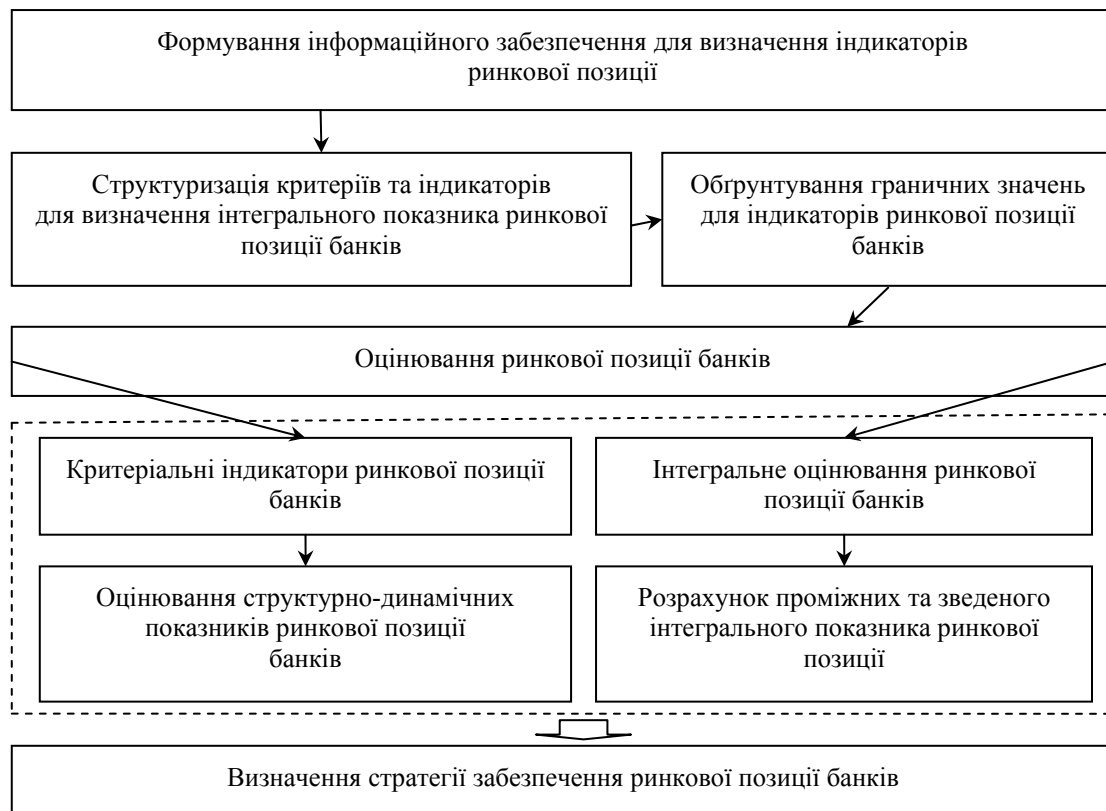 Формування інформаційного забезпечення для визначення індикаторів
ринкової позиції
Структуризація критеріїв та індикаторів
для визначення інтегрального показника ринкової
позиції банків
Обґрунтування граничних значень
для індикаторів ринкової позиції
банків
Оцінювання ринкової позиції банків
Критеріальні індикатори ринкової позиції
банків
Інтегральне оцінювання ринкової
позиції банків
Оцінювання структурно-динамічних
показників ринкової позиції
банків
Розрахунок проміжних та зведеного
інтегрального показника ринкової
позиції
Визначення стратегії забезпечення ринкової позиції банків